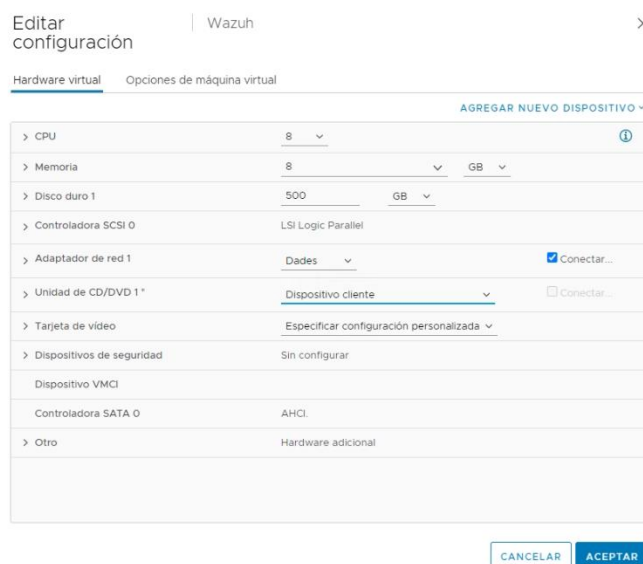 Editar configuración
Wazuh
Hardware virtual Opciones de máquina virtual
AGREGAR NUEVO DISPOSITIVO
CPU 8
Memoria 8 GB
Disco duro 1 500 GB
Controladora SCSI 0 LSI Logic Parallel
Adaptador de red 1 Dades Conectar...
Unidad de CD/DVD 1 * Dispositivo cliente Conectar...
Tarjeta de vídeo Especificar configuración personalizada
Dispositivos de seguridad Sin configurar
Dispositivo VMCI
Controladora SATA 0 AHCI.
Otro Hardware adicional
CANCELAR ACEPTAR